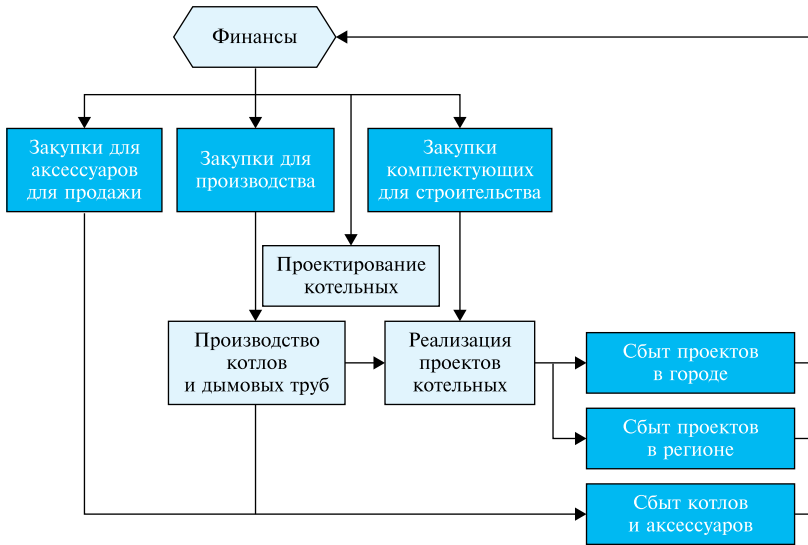 Финансы
Закупки для
аксессуаров
для продажи
Закупки для
производства
Закупки
комплектующих
для строительства
Проектирование
котельных
Производство
котлов
и дымовых труб
Реализация
проектов
котельных
Сбыт проектов
в городе
Сбыт проектов
в регионе
Сбыт котлов
и аксессуаров